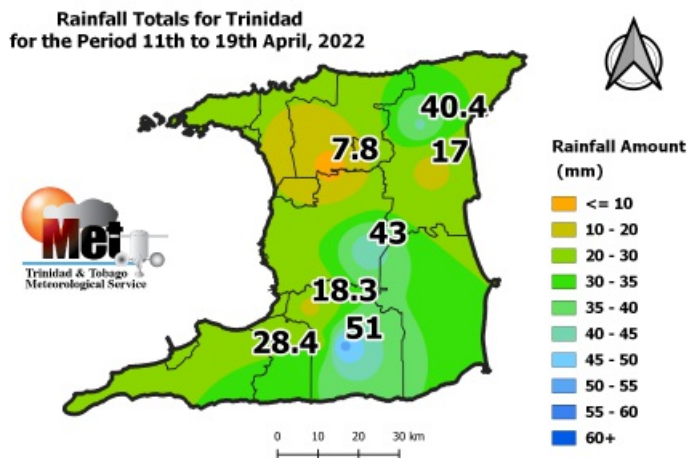 Rainfall Totals for Trinidad
for the Period 11th to 19th April, 2022
40.4
7.8
17
Rainfall Amount
(mm)
<= 10
10 - 20
20 - 30
30 - 35
35 - 40
40 - 45
45 - 50
50 - 55
55 - 60
60+
Met
Trinidad & Tobago
Meteorological Service
43
18.3
51
28.4
0 10 20 30 km